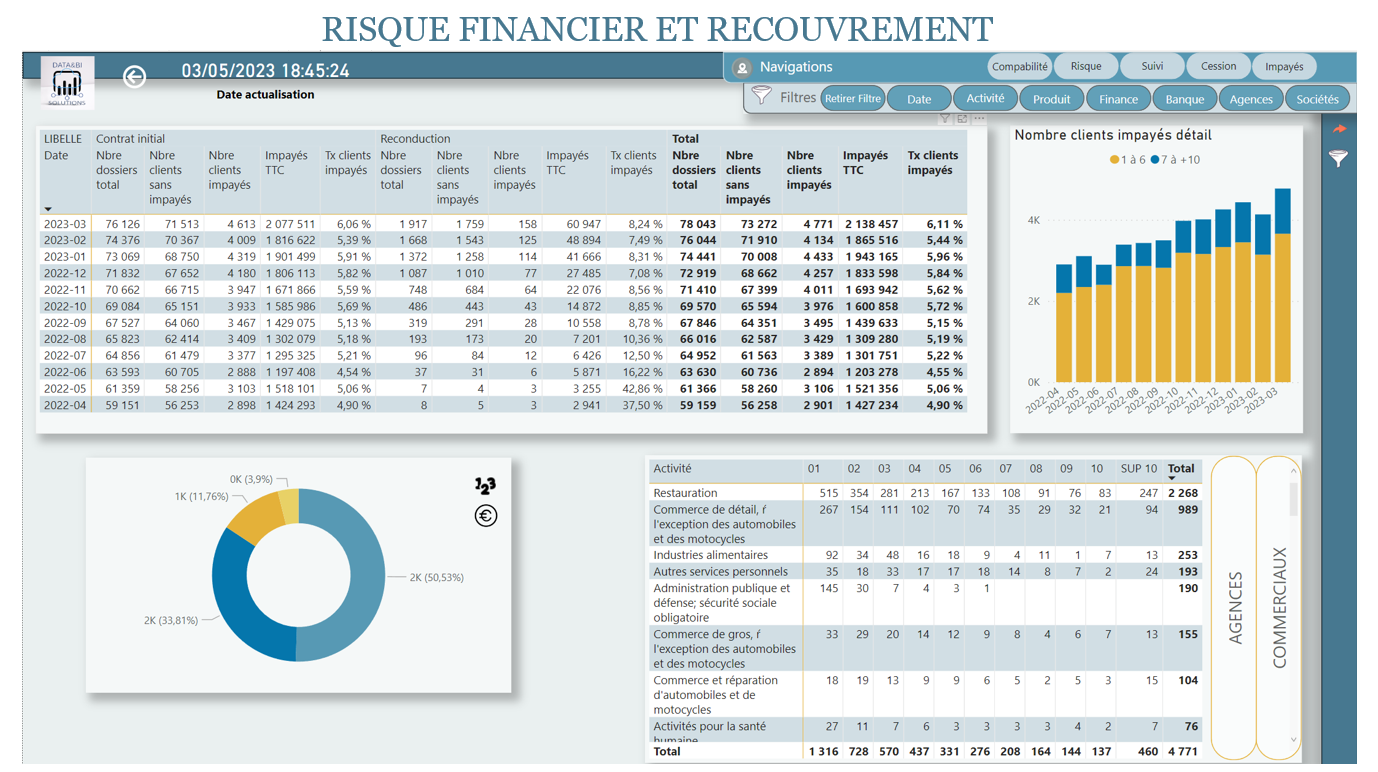 RISQUE FINANCIER ET RECOUVREMENT
DATA&BI
SOLUTIONS
03/05/2023 18:45:24
Date actualisation
Navigations
Compabilité Risque Suivi Cession Impayés
Filtres Retirer Filtre Date Activité Produit Finance Banque Agences Sociétés
LIBELLE Contrat initial Reconduction Total
Date Nbre dossiers total Nbre clients sans impayés Nbre clients impayés Impayés TTC Tx clients impayés Nbre dossiers total Nbre clients sans impayés Nbre clients impayés Impayés TTC Tx clients impayés Nbre dossiers total Nbre clients sans impayés Nbre clients impayés Impayés TTC Tx clients impayés
2023-03 76 126 71 513 4 613 2 077 511 6,06 % 1 917 1 759 158 60 947 8,24 % 78 043 73 272 4 771 2 138 457 6,11 %
2023-02 74 376 70 367 4 009 1 816 622 5,39 % 1 668 1 543 125 48 894 7,49 % 76 044 71 910 4 134 1 865 516 5,44 %
2023-01 73 069 68 750 4 319 1 901 499 5,91 % 1 372 1 258 114 41 666 8,31 % 74 441 70 008 4 433 1 943 165 5,96 %
2022-12 71 832 67 652 4 180 1 806 113 5,82 % 1 087 1 010 77 27 485 7,08 % 72 919 68 662 4 257 1 833 598 5,84 %
2022-11 70 662 66 715 3 947 1 671 866 5,59 % 748 684 64 22 076 8,56 % 71 410 67 399 4 011 1 693 942 5,62 %
2022-10 69 084 65 151 3 933 1 585 986 5,69 % 486 443 43 14 872 8,85 % 69 570 65 594 3 976 1 600 858 5,72 %
2022-09 67 527 64 060 3 467 1 429 075 5,13 % 319 291 28 10 558 8,78 % 67 846 64 351 3 495 1 439 633 5,15 %
2022-08 65 823 62 414 3 409 1 302 079 5,18 % 193 173 20 7 201 10,36 % 66 016 62 587 3 429 1 309 280 5,19 %
2022-07 64 856 61 479 3 377 1 295 325 5,21 % 96 84 12 6 426 12,50 % 64 952 61 563 3 389 1 301 751 5,22 %
2022-06 63 593 60 705 2 888 1 197 408 4,54 % 37 31 6 5 871 16,22 % 63 630 60 736 2 894 1 203 278 4,55 %
2022-05 61 359 58 256 3 103 1 518 101 5,06 % 7 4 3 3 255 42,86 % 61 366 58 260 3 106 1 521 356 5,06 %
2022-04 59 151 56 253 2 898 1 424 293 4,90 % 8 5 3 2 941 37,50 % 59 159 56 258 2 901 1 427 234 4,90 %
Nombre clients impayés détail
1 à 6 7 à +10
4K
2K
0K
2022-04 2022-05 2022-06 2022-07 2022-08 2022-09 2022-10 2022-11 2022-12 2023-01 2023-02 2023-03
0K (3,9%)
1K (11,76%)
2K (50,53%)
2K (33,81%)
123
€
Activité 01 02 03 04 05 06 07 08 09 10 SUP 10 Total
Restauration 515 354 281 213 167 133 108 91 76 83 247 2 268
Commerce de détail, ŕ 267 154 111 102 70 74 35 29 32 21 94 989
l'exception des automobiles
et des motocycles
Industries alimentaires 92 34 48 16 18 9 4 11 1 7 13 253
Autres services personnels 35 18 33 17 17 18 14 8 7 2 24 193
Administration publique et 145 30 7 4 3 1 190
défense; sécurité sociale
obligatoire
Commerce de gros, ŕ 33 29 20 14 12 9 8 4 6 7 13 155
l'exception des automobiles
et des motocycles
Commerce et réparation 18 19 13 9 9 6 5 2 5 3 15 104
d'automobiles et de
motocycles
Activités pour la santé 27 11 7 6 3 3 3 3 4 2 7 76
humaine
Total 1 316 728 570 437 331 276 208 164 144 137 460 4 771
AGENCES
COMMERCIAUX